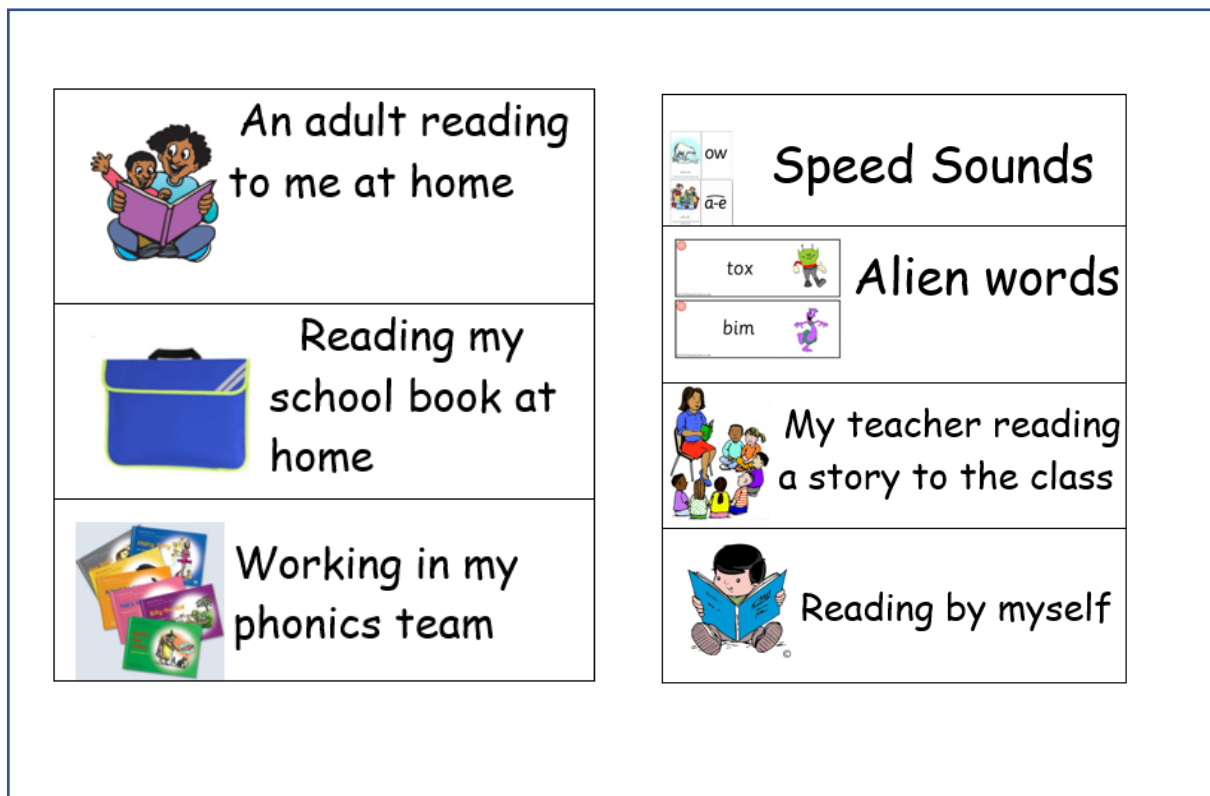 An adult reading
to me at home
Reading my
school book at
home
Working in my
phonics team
ow
a-e
Speed Sounds
tox
bim
Alien words
My teacher reading
a story to the class
©
Reading by myself